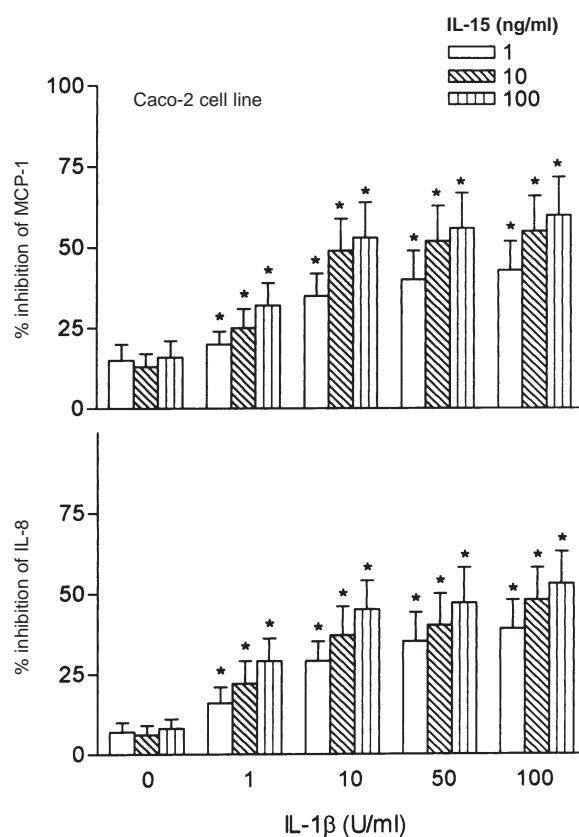 IL-15 (ng/ml)
1
10
100
Caco-2 cell line
% inhibition of MCP-1
100
75
50
25
0
* * * * * * * * * * * *
% inhibition of IL-8
75
50
25
0
* * * * * * * * * * * *
0 1 10 50 100
IL-1β (U/ml)